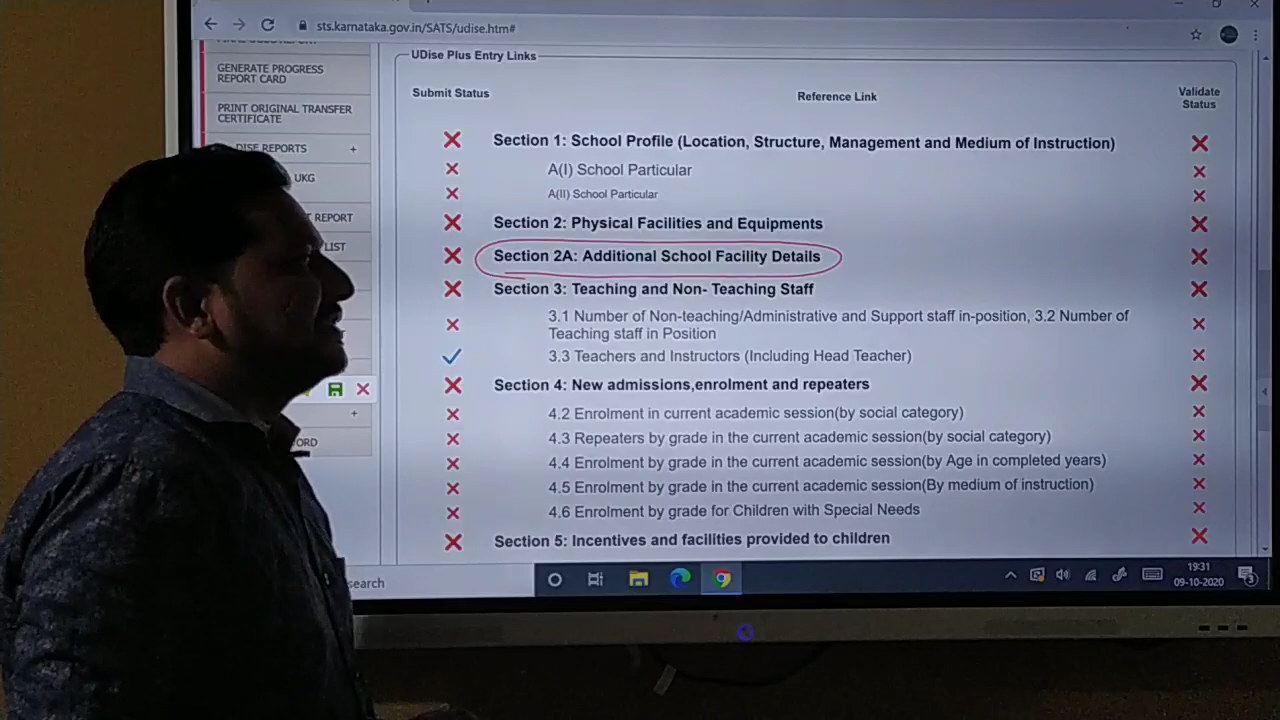 sts.karnataka.gov.in/SATS/udise.htm#
GENERATE PROGRESS
REPORT CARD
PRINT ORIGINAL TRANSFER
CERTIFICATE
DISE REPORTS +
UKG
REPORT
LIST
+
ORD
UDise Plus Entry Links
Submit Status
Reference Link
Validate
Status
Section 1: School Profile (Location, Structure, Management and Medium of Instruction)
A(I) School Particular
A(II) School Particular
Section 2: Physical Facilities and Equipments
Section 2A: Additional School Facility Details
Section 3: Teaching and Non- Teaching Staff
3.1 Number of Non-teaching/Administrative and Support staff in-position, 3.2 Number of
Teaching staff in Position
3.3 Teachers and Instructors (Including Head Teacher)
Section 4: New admissions,enrolment and repeaters
4.2 Enrolment in current academic session(by social category)
4.3 Repeaters by grade in the current academic session(by social category)
4.4 Enrolment by grade in the current academic session(by Age in completed years)
4.5 Enrolment by grade in the current academic session(By medium of instruction)
4.6 Enrolment by grade for Children with Special Needs
Section 5: Incentives and facilities provided to children
search
19:31
09-10-2020
3